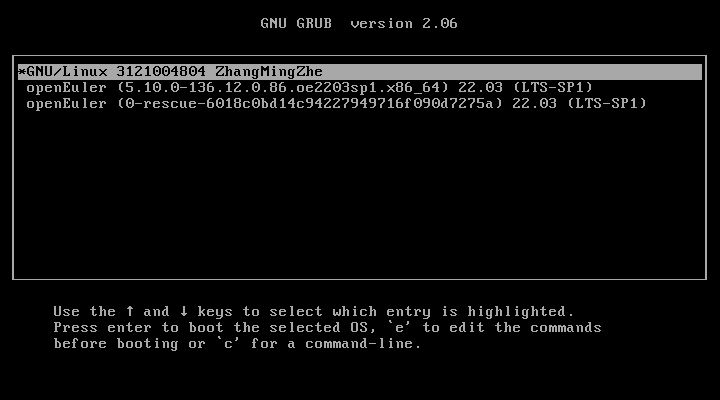 GNU GRUB  version 2.06
*GNU/Linux 3121004804 ZhangMingZhe
openEuler (5.10.0-136.12.0.86.oe2203sp1.x86_64) 22.03 (LTS-SP1)
openEuler (0-rescue-6018c0bd14c94227949716f090d7275a) 22.03 (LTS-SP1)
Use the ↑ and ↓ keys to select which entry is highlighted.
Press enter to boot the selected OS, `e' to edit the commands
before booting or `c' for a command-line.